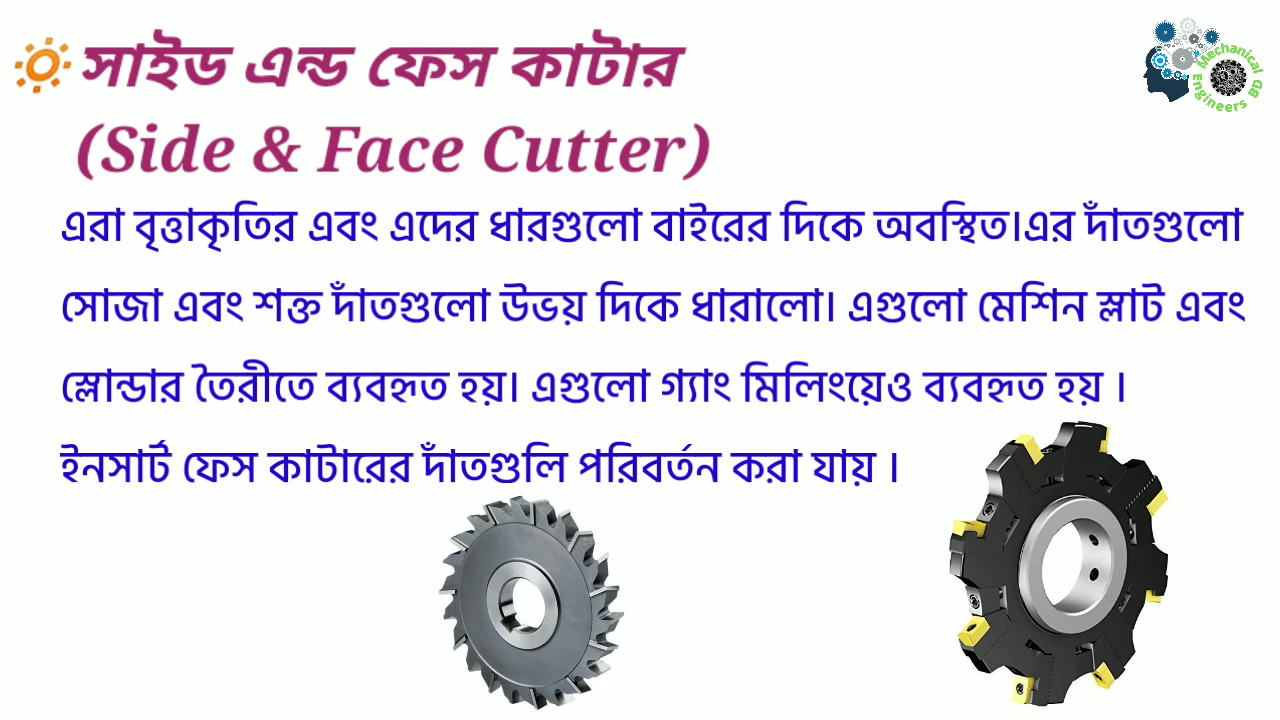 সাইড এন্ড ফেস কাটার
(Side & Face Cutter)
এরা বৃত্তাকৃতির এবং এদের ধারগুলো বাইরের দিকে অবস্থিত।এর দাঁতগুলো
সোজা এবং শক্ত দাঁতগুলো উভয় দিকে ধারালো। এগুলো মেশিন স্লাট এবং
স্লোন্ডার তৈরীতে ব্যবহৃত হয়। এগুলো গ্যাং মিলিংয়েও ব্যবহৃত হয় ।
ইনসার্ট ফেস কাটারের দাঁতগুলি পরিবর্তন করা যায় ।
Mechanical
Engineers BD